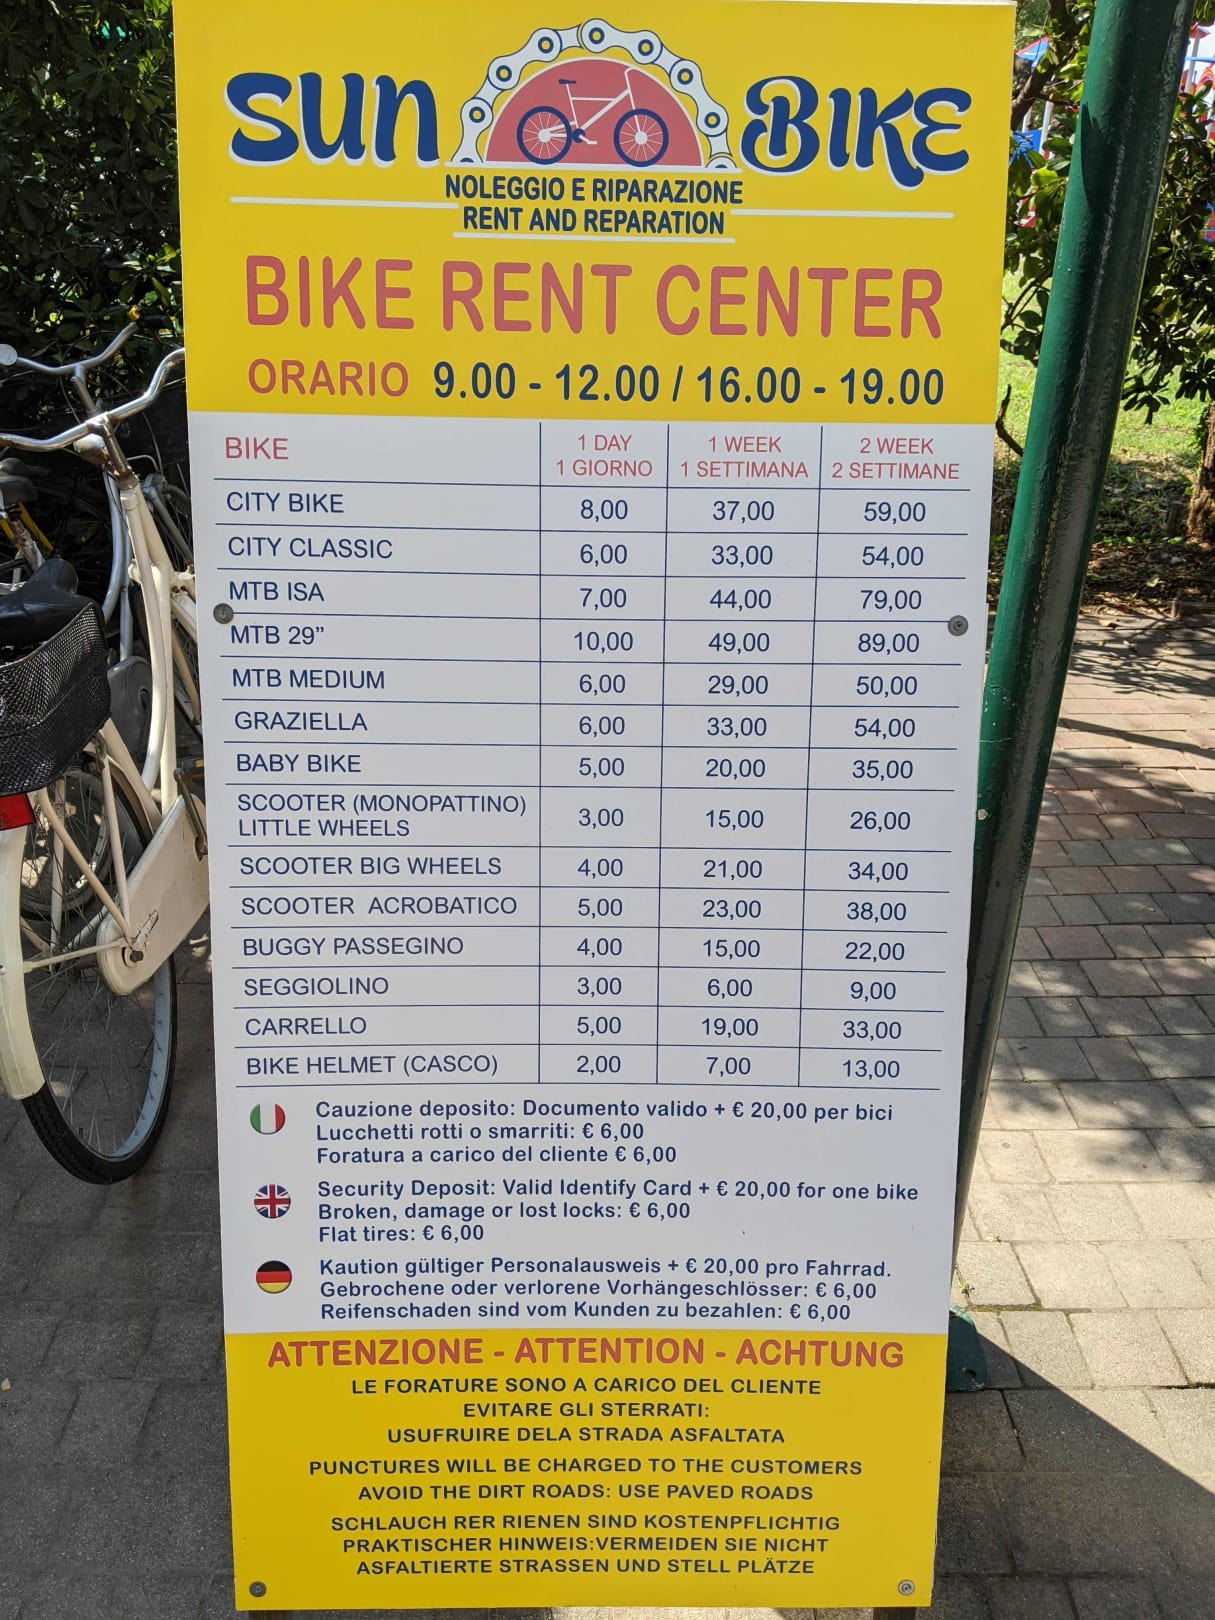 SUN BIKE
NOLEGGIO E RIPARAZIONE
RENT AND REPARATION
BIKE RENT CENTER
ORARIO 9.00 - 12.00 / 16.00 - 19.00
BIKE 1 DAY 1 WEEK 2 WEEK
1 GIORNO 1 SETTIMANA 2 SETTIMANE
CITY BIKE 8,00 37,00 59,00
CITY CLASSIC 6,00 33,00 54,00
MTB ISA 7,00 44,00 79,00
MTB 29” 10,00 49,00 89,00
MTB MEDIUM 6,00 29,00 50,00
GRAZIELLA 6,00 33,00 54,00
BABY BIKE 5,00 20,00 35,00
SCOOTER (MONOPATTINO)
LITTLE WHEELS 3,00 15,00 26,00
SCOOTER BIG WHEELS 4,00 21,00 34,00
SCOOTER ACROBATICO 5,00 23,00 38,00
BUGGY PASSEGINO 4,00 15,00 22,00
SEGGIOLINO 3,00 6,00 9,00
CARRELLO 5,00 19,00 33,00
BIKE HELMET (CASCO) 2,00 7,00 13,00
Cauzione deposito: Documento valido + € 20,00 per bici
Lucchetti rotti o smarriti: € 6,00
Foratura a carico del cliente € 6,00
Security Deposit: Valid Identify Card + € 20,00 for one bike
Broken, damage or lost locks: € 6,00
Flat tires: € 6,00
Kaution gültiger Personalausweis + € 20,00 pro Fahrrad.
Gebrochene oder verlorene Vorhängeschlösser: € 6,00
Reifenschaden sind vom Kunden zu bezahlen: € 6,00
ATTENZIONE - ATTENTION - ACHTUNG
LE FORATURE SONO A CARICO DEL CLIENTE
EVITARE GLI STERRATI:
USUFRUIRE DELA STRADA ASFALTATA
PUNCTURES WILL BE CHARGED TO THE CUSTOMERS
AVOID THE DIRT ROADS: USE PAVED ROADS
SCHLAUCH RER RIENEN SIND KOSTENPFLICHTIG
PRAKTISCHER HINWEIS:VERMEIDEN SIE NICHT
ASFALTIERTE STRASSEN UND STELL PLÄTZE